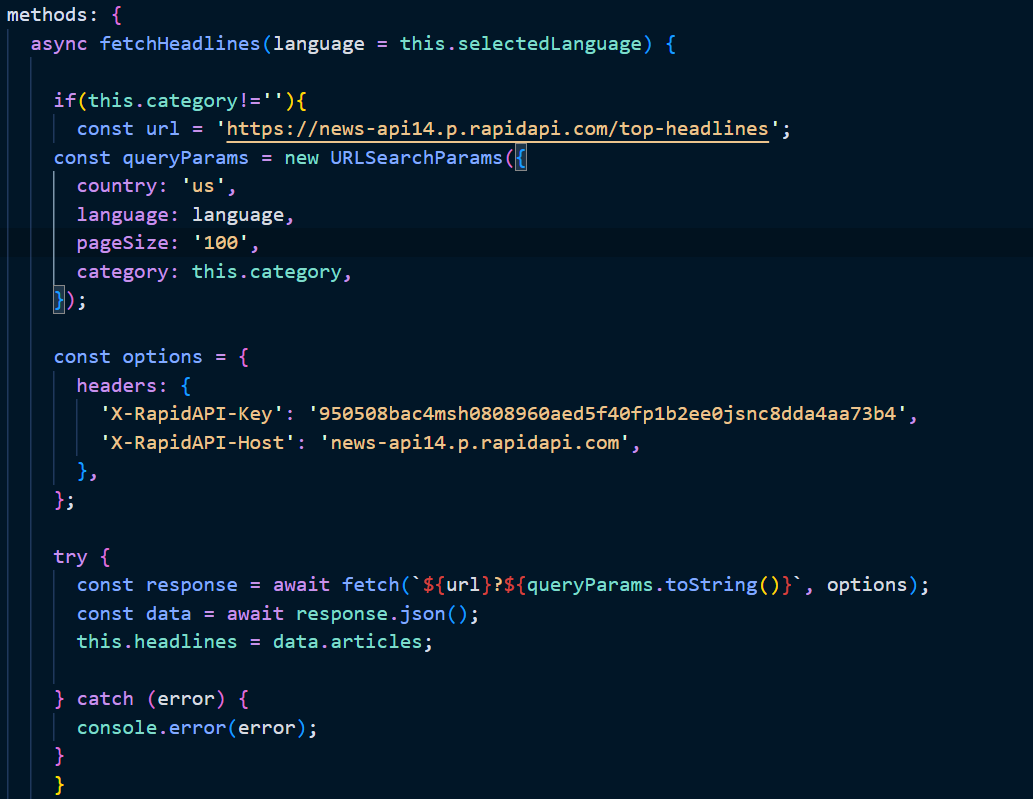 methods: {
async fetchHeadlines(language = this.selectedLanguage) {
if(this.category!=''){
const url = 'https://news-api14.p.rapidapi.com/top-headlines';
const queryParams = new URLSearchParams({
country: 'us',
language: language,
pageSize: '100',
category: this.category,
});
const options = {
headers: {
'X-RapidAPI-Key': '950508bac4msh0808960aed5f40fp1b2ee0jsnc8dda4aa73b4',
'X-RapidAPI-Host': 'news-api14.p.rapidapi.com',
},
};
try {
const response = await fetch(`${url}?${queryParams.toString()}`, options);
const data = await response.json();
this.headlines = data.articles;
} catch (error) {
console.error(error);
}
}